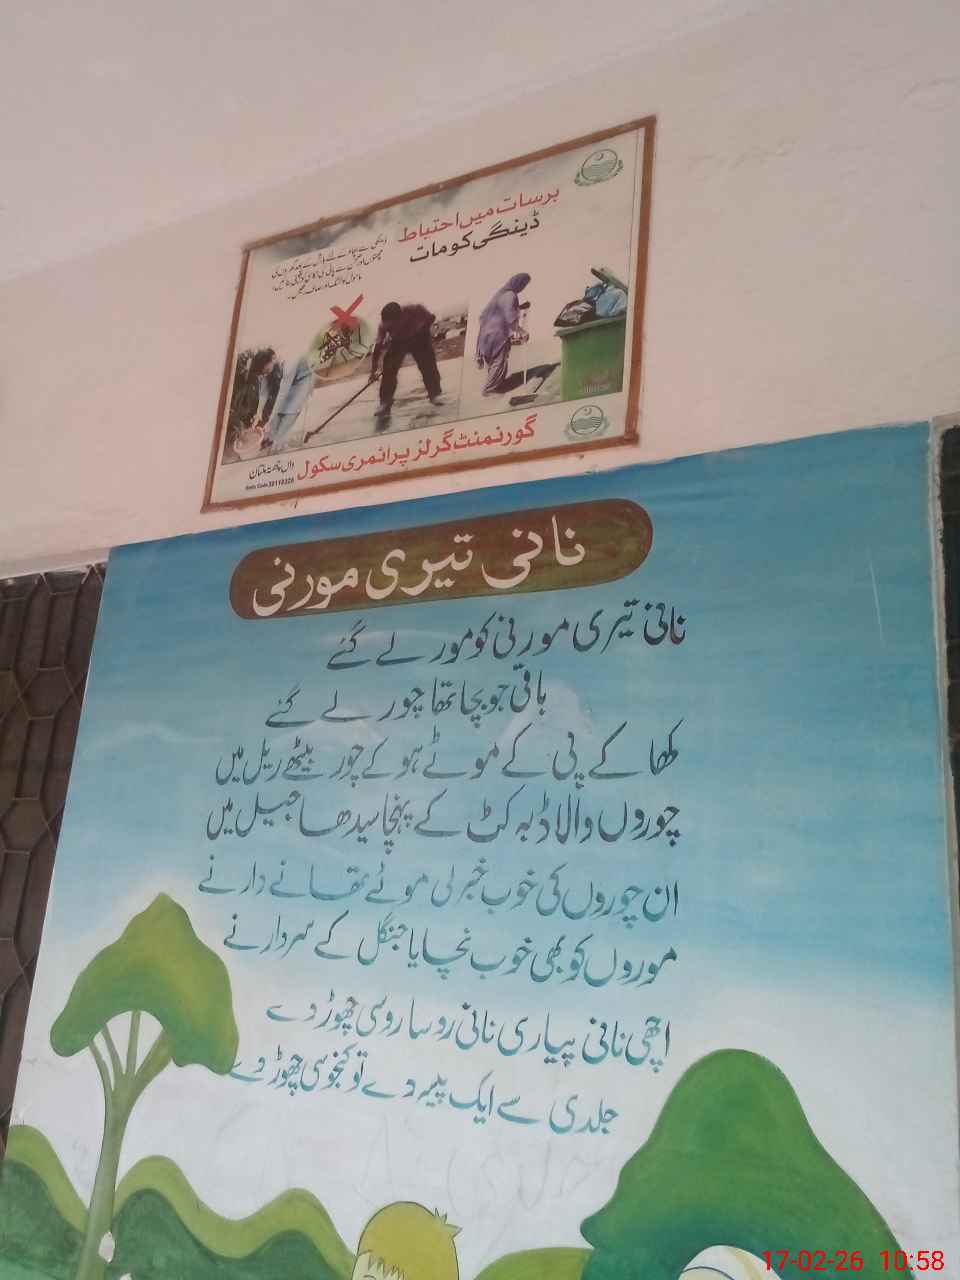 برسات میں احتیاط
ڈینگی کو مات
گورنمنٹ گرلز پرائمری سکول
نانی تیری مورنی
نانی تیری مورنی کو مور لے گئے
باقی جو بچا تھا چور لے گئے
کھا کے پی کے موٹے ہو کے چور بیٹھے ریل میں
چوروں والا ڈبہ کٹ کے پہنچا سیدھا جیل میں
ان چوروں کی خوب خبر لی موٹے تھانے دار نے
موروں کو بھی خوب نچایا جنگل کے سردار نے
اچھی نانی پیاری نانی روسا روسی چھوڑ دے
جلدی سے ایک پیسہ دے تو کنجوسی چھوڑ دے
17-02-26 10:58